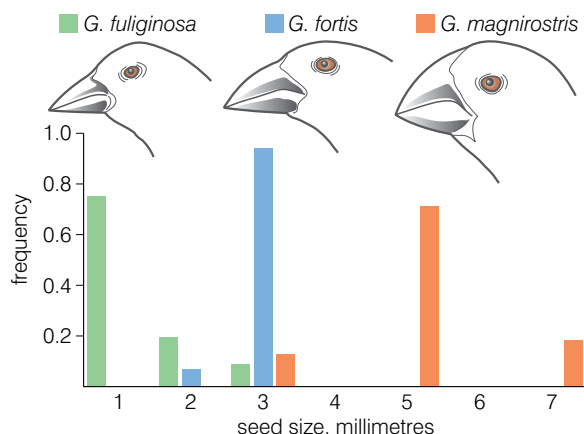 G. fuliginosa G. fortis G. magnirostris
1.0
0.8
0.6
0.4
0.2
frequency
1 2 3 4 5 6 7
seed size, millimetres